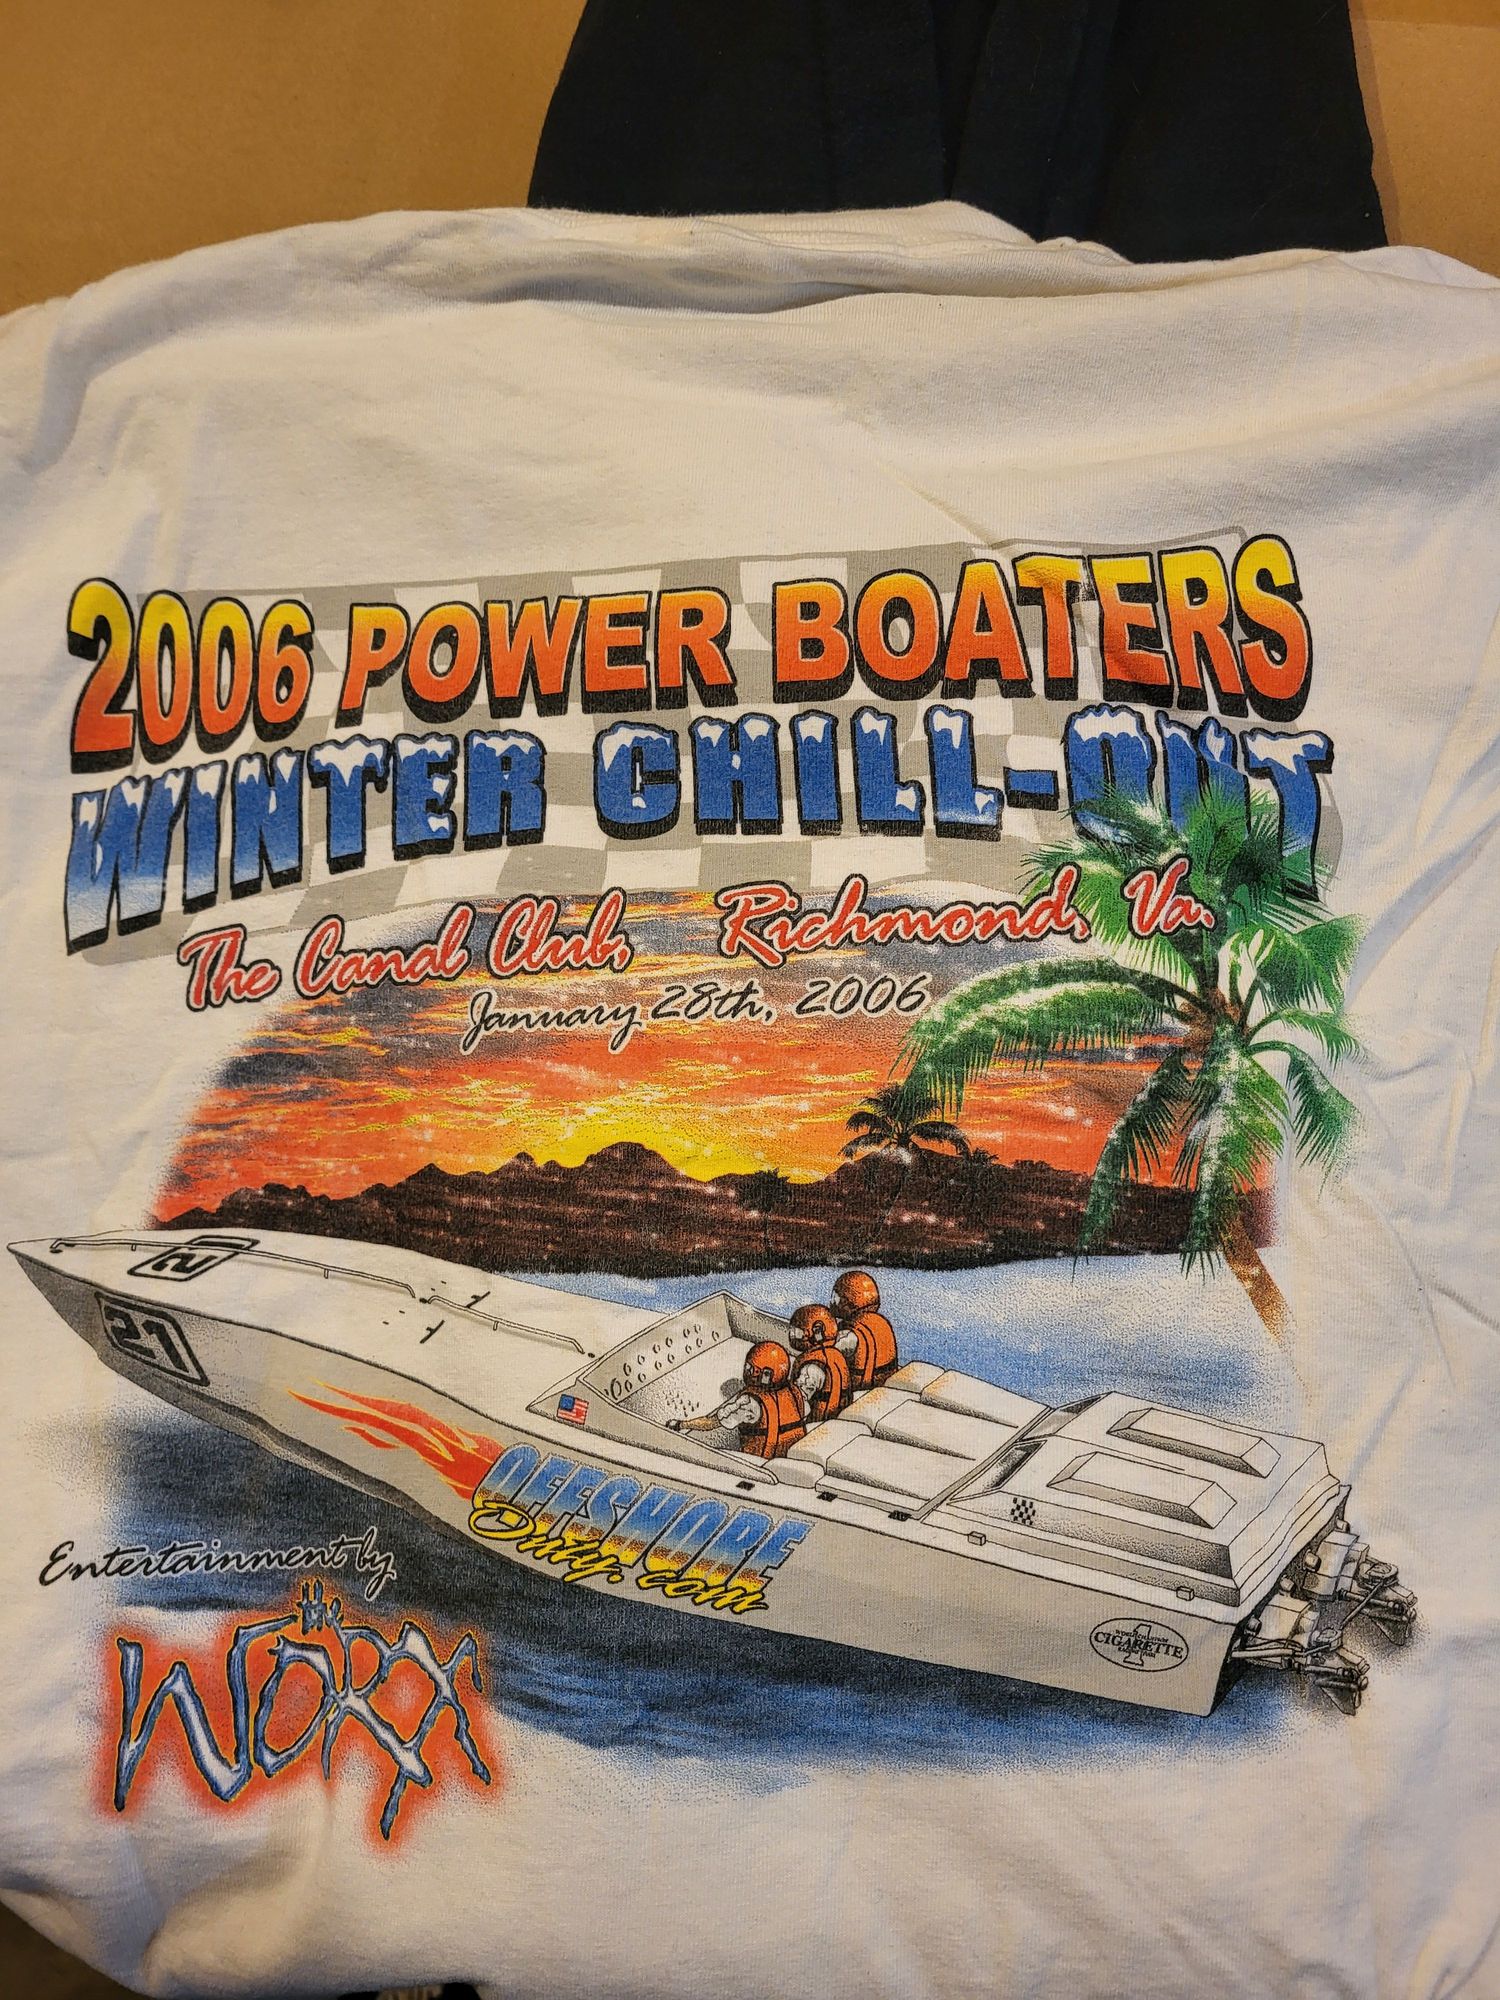 2006 POWER BOATERS
WINTER CHILL-OUT
The Canal Club, Richmond, Va.
January 28th, 2006
21
21
OFFSHORE
Only.com
CIGARETTE
Entertainment by
the
WORX